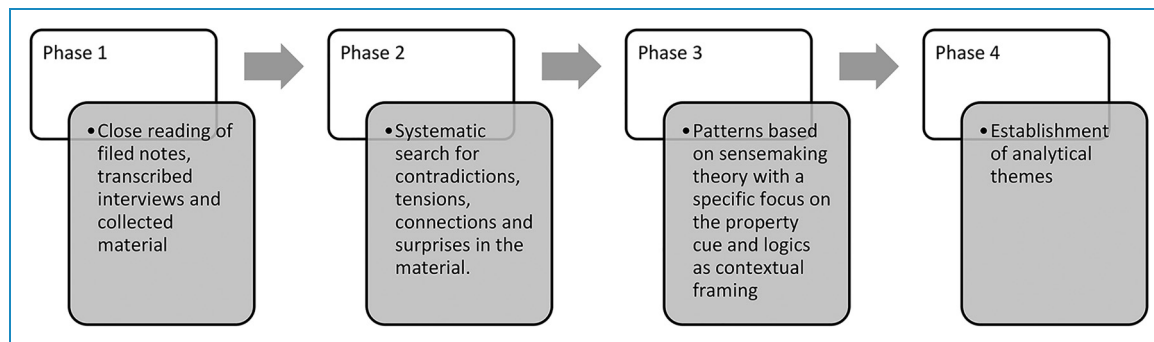 Phase 1
•Close reading of
filed notes,
transcribed
interviews and
collected
material
Phase 2
•Systematic
search for
contradictions,
tensions,
connections and
surprises in the
material.
Phase 3
•Patterns based
on sensemaking
theory with a
specific focus on
the property
cue and logics
as contextual
framing
Phase 4
•Establishment
of analytical
themes